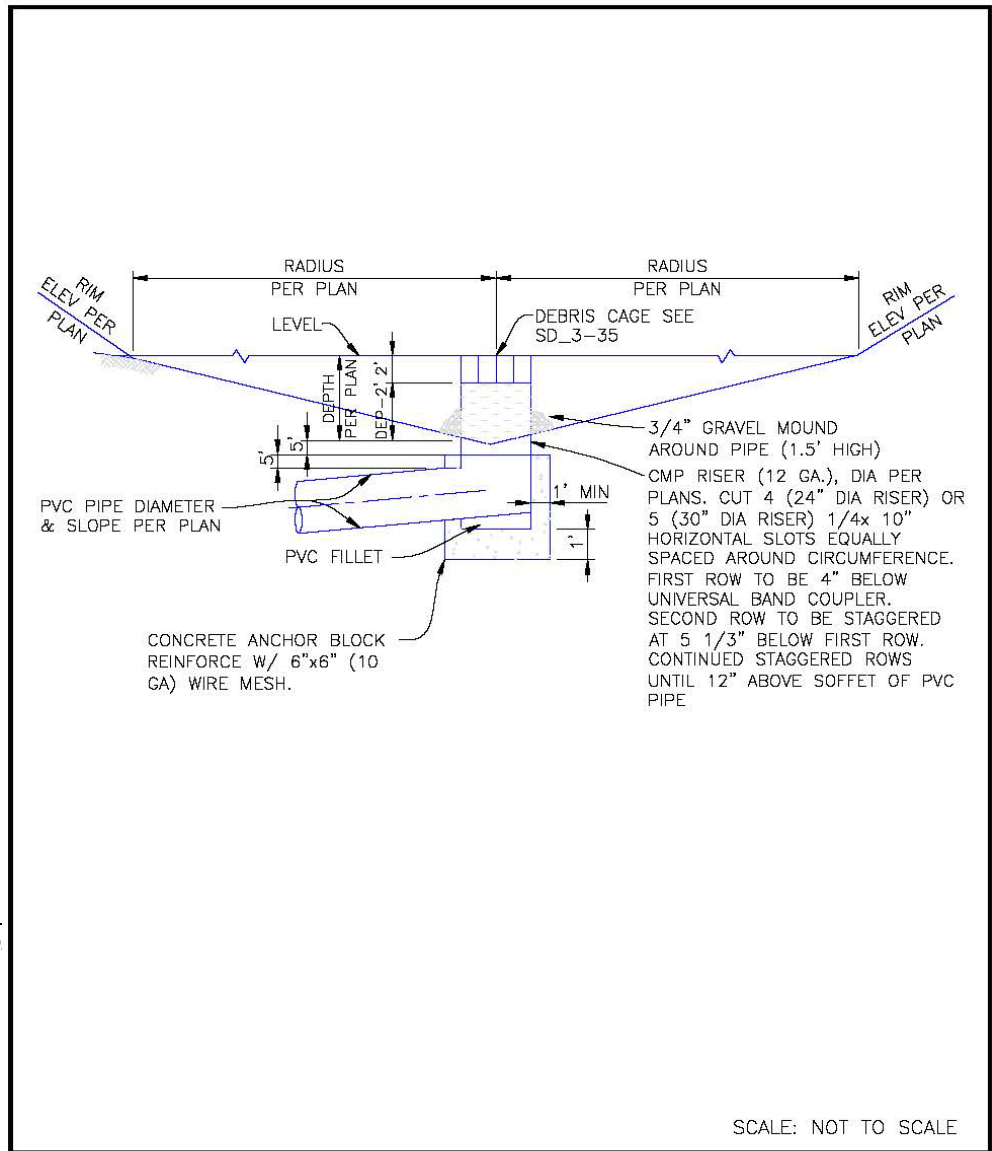 RADIUS
PER PLAN
RADIUS
PER PLAN
RIM
ELEV PER
PLAN
RIM
ELEV PER
PLAN
LEVEL
DEBRIS CAGE SEE
SD_3-35
DEPTH
PER PLAN
2'
DEP-2'
5'
5'
3/4" GRAVEL MOUND
AROUND PIPE (1.5' HIGH)
CMP RISER (12 GA.), DIA PER
PLANS. CUT 4 (24" DIA RISER) OR
5 (30" DIA RISER) 1/4x 10"
HORIZONTAL SLOTS EQUALLY
SPACED AROUND CIRCUMFERENCE.
FIRST ROW TO BE 4" BELOW
UNIVERSAL BAND COUPLER.
SECOND ROW TO BE STAGGERED
AT 5 1/3" BELOW FIRST ROW.
CONTINUED STAGGERED ROWS
UNTIL 12" ABOVE SOFFET OF PVC
PIPE
1' MIN
1'
PVC PIPE DIAMETER
& SLOPE PER PLAN
PVC FILLET
CONCRETE ANCHOR BLOCK
REINFORCE W/ 6"x6" (10
GA) WIRE MESH.
SCALE: NOT TO SCALE